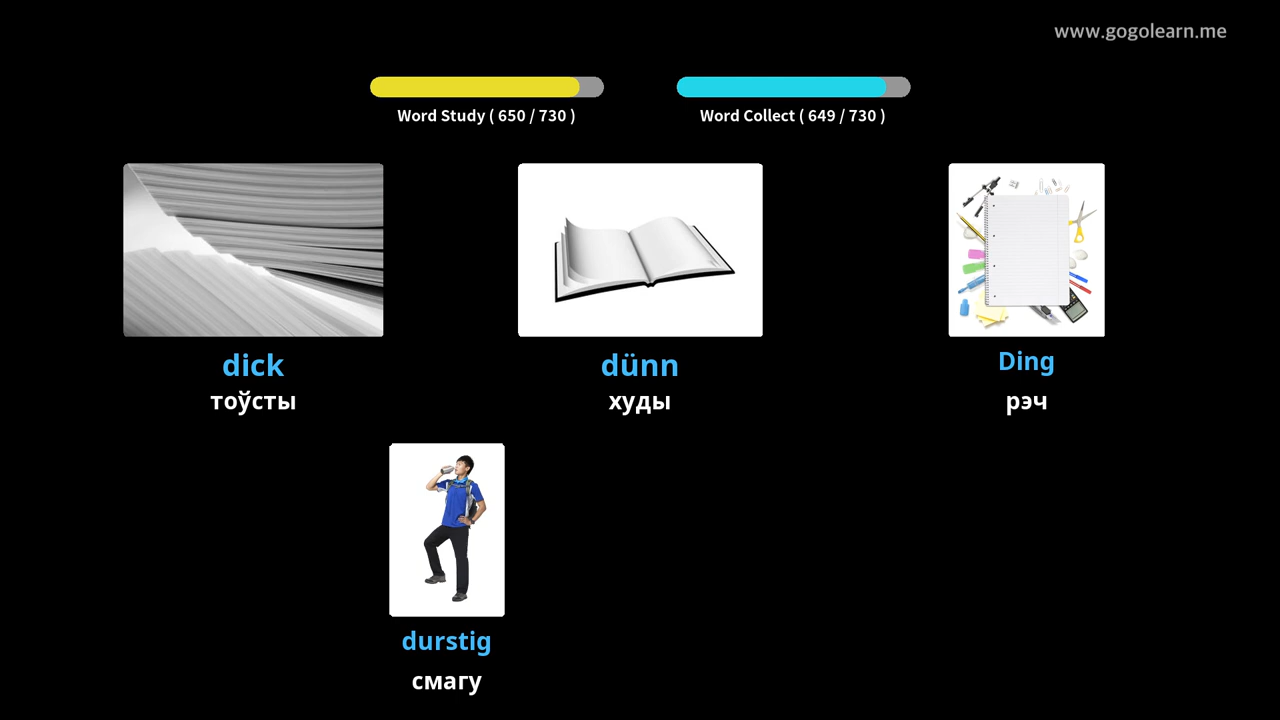 www.gogolearn.me
Word Study ( 650 / 730 )
Word Collect ( 649 / 730 )
dick
тоўсты
dünn
худы
Ding
рэч
durstig
смагу